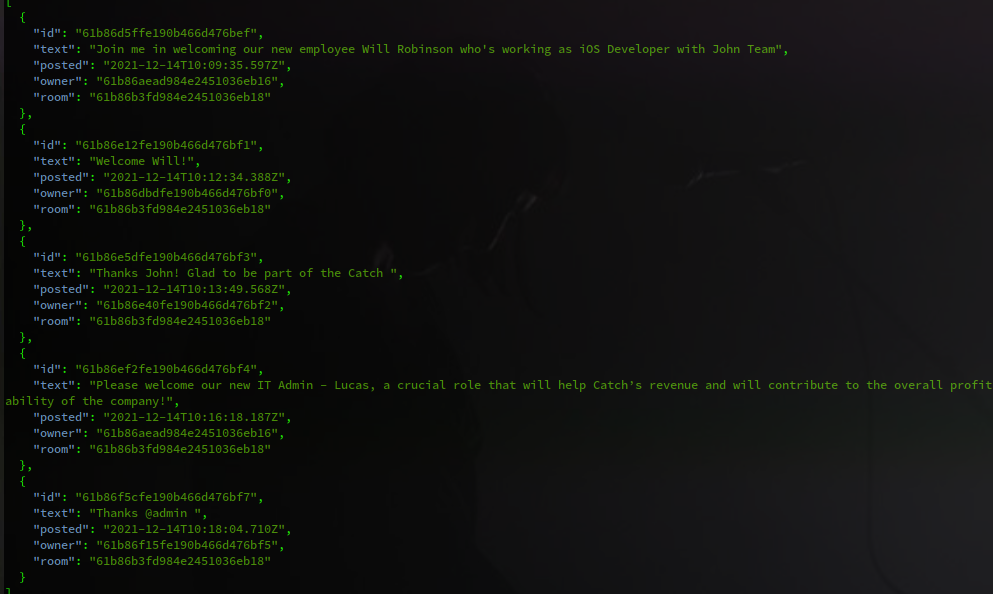 [
  {
    "id": "61b86d5ffe190b466d476bef",
    "text": "Join me in welcoming our new employee Will Robinson who's working as iOS Developer with John Team",
    "posted": "2021-12-14T10:09:35.597Z",
    "owner": "61b86aead984e2451036eb16",
    "room": "61b86b3fd984e2451036eb18"
  },
  {
    "id": "61b86e12fe190b466d476bf1",
    "text": "Welcome Will!",
    "posted": "2021-12-14T10:12:34.388Z",
    "owner": "61b86dbdfe190b466d476bf0",
    "room": "61b86b3fd984e2451036eb18"
  },
  {
    "id": "61b86e5dfe190b466d476bf3",
    "text": "Thanks John! Glad to be part of the Catch ",
    "posted": "2021-12-14T10:13:49.568Z",
    "owner": "61b86e40fe190b466d476bf2",
    "room": "61b86b3fd984e2451036eb18"
  },
  {
    "id": "61b86ef2fe190b466d476bf4",
    "text": "Please welcome our new IT Admin – Lucas, a crucial role that will help Catch’s revenue and will contribute to the overall profit
ability of the company!",
    "posted": "2021-12-14T10:16:18.187Z",
    "owner": "61b86aead984e2451036eb16",
    "room": "61b86b3fd984e2451036eb18"
  },
  {
    "id": "61b86f5cfe190b466d476bf7",
    "text": "Thanks @admin ",
    "posted": "2021-12-14T10:18:04.710Z",
    "owner": "61b86f15fe190b466d476bf5",
    "room": "61b86b3fd984e2451036eb18"
  }
]